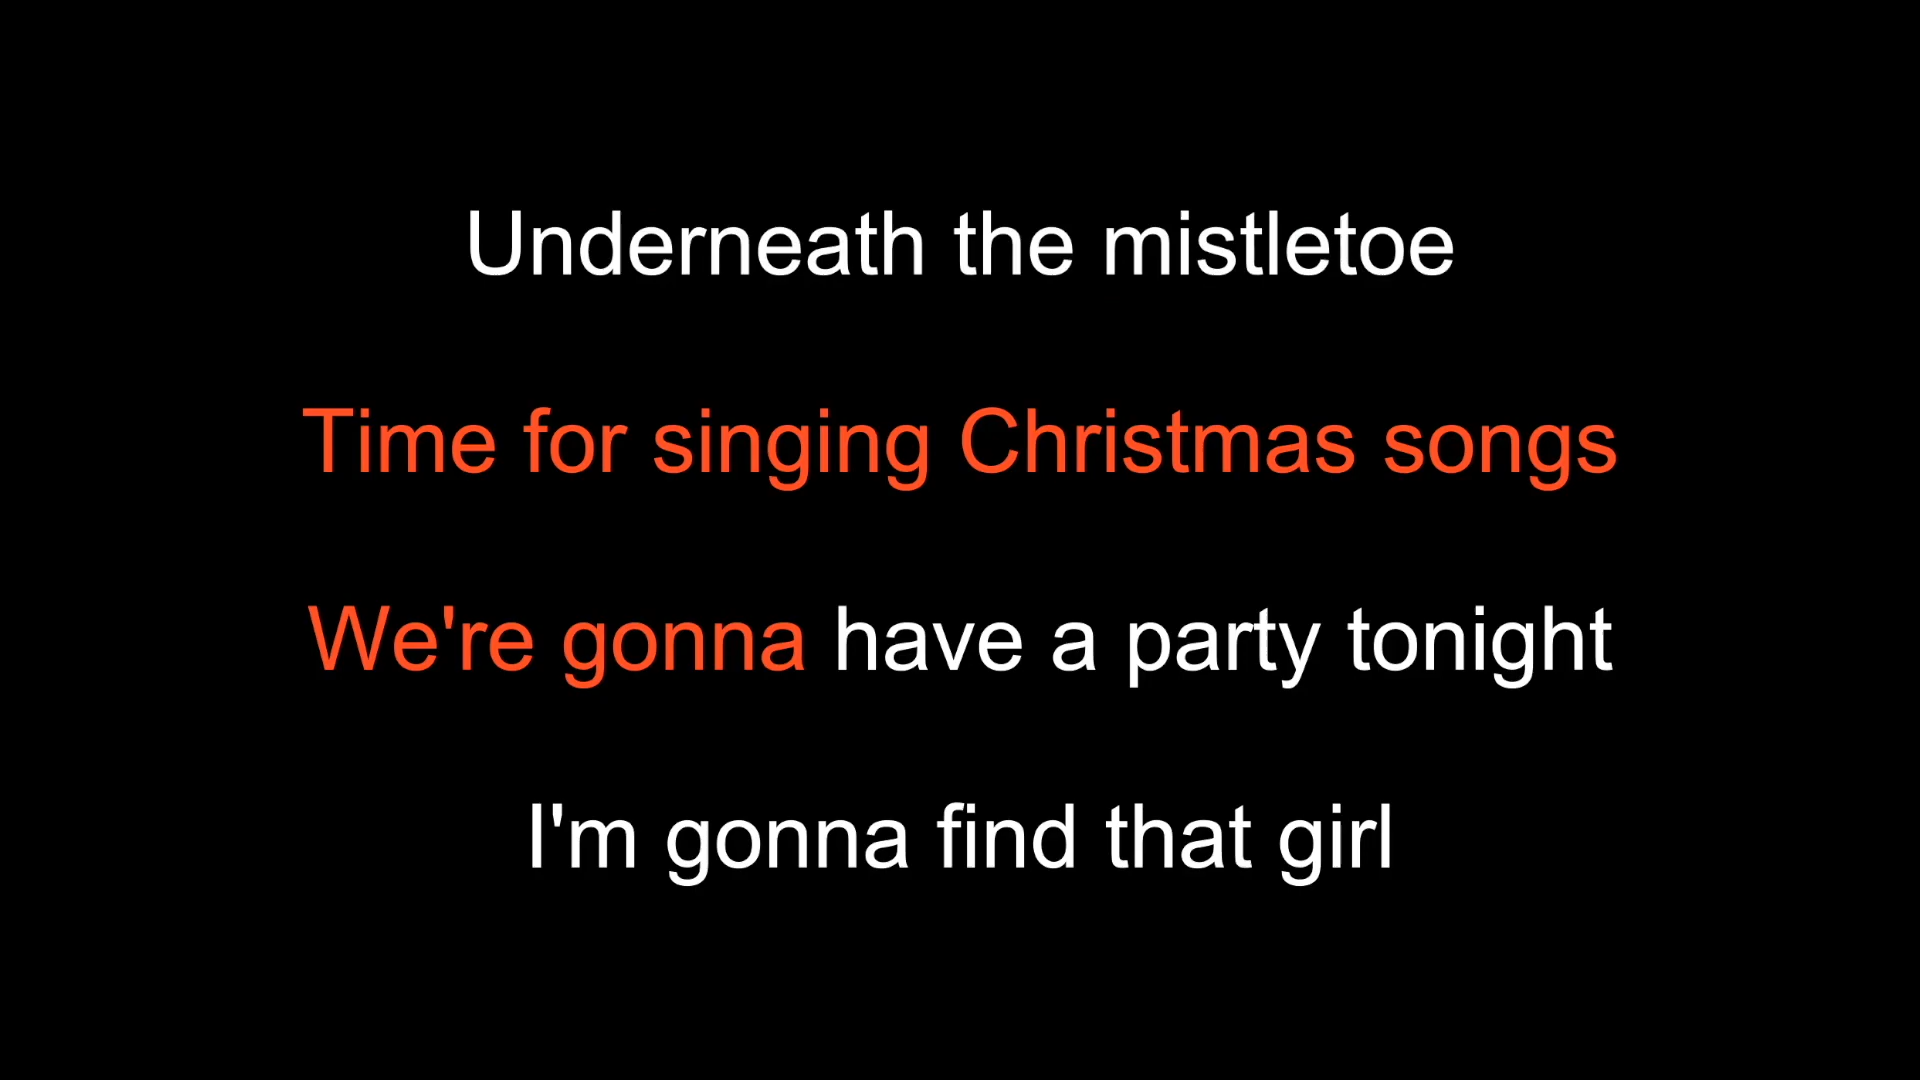 Underneath the mistletoe
Time for singing Christmas songs
We're gonna have a party tonight
I'm gonna find that girl